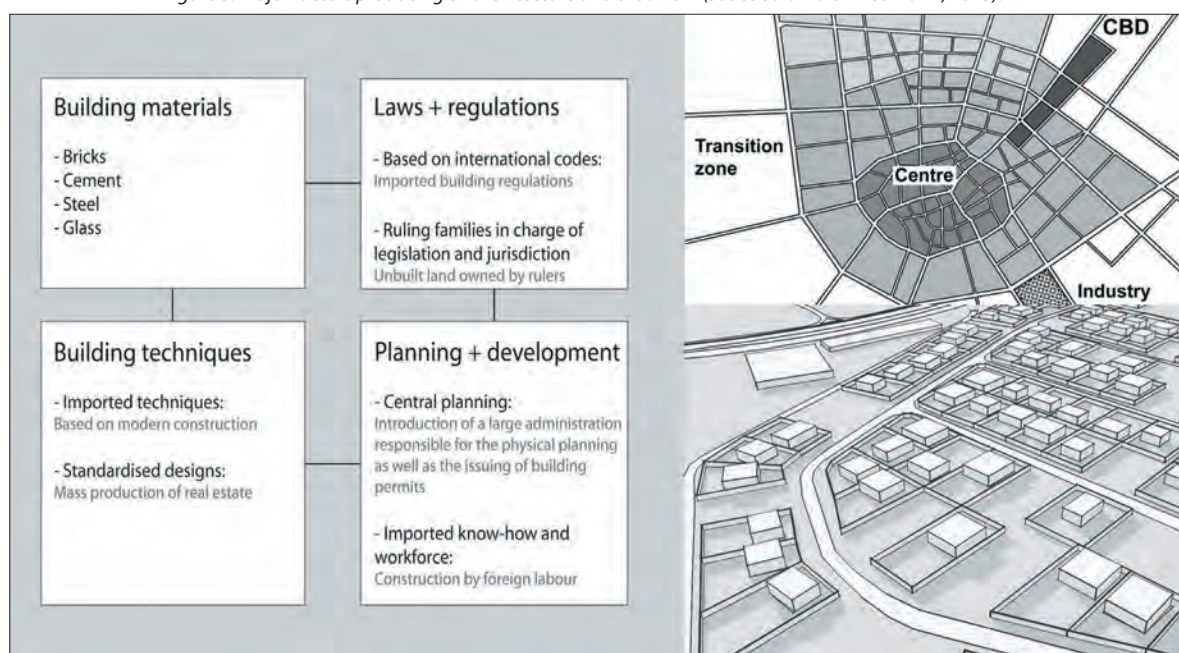 Building materials
- Bricks
- Cement
- Steel
- Glass
Laws + regulations
- Based on international codes:
Imported building regulations
- Ruling families in charge of
legislation and jurisdiction
Unbuilt land owned by rulers
Building techniques
- Imported techniques:
Based on modern construction
- Standardised designs:
Mass production of real estate
Planning + development
- Central planning:
Introduction of a large administration
responsible for the physical planning
as well as the issuing of building
permits
- Imported know-how and
workforce:
Construction by foreign labour
CBD
Transition
zone
Centre
Industry